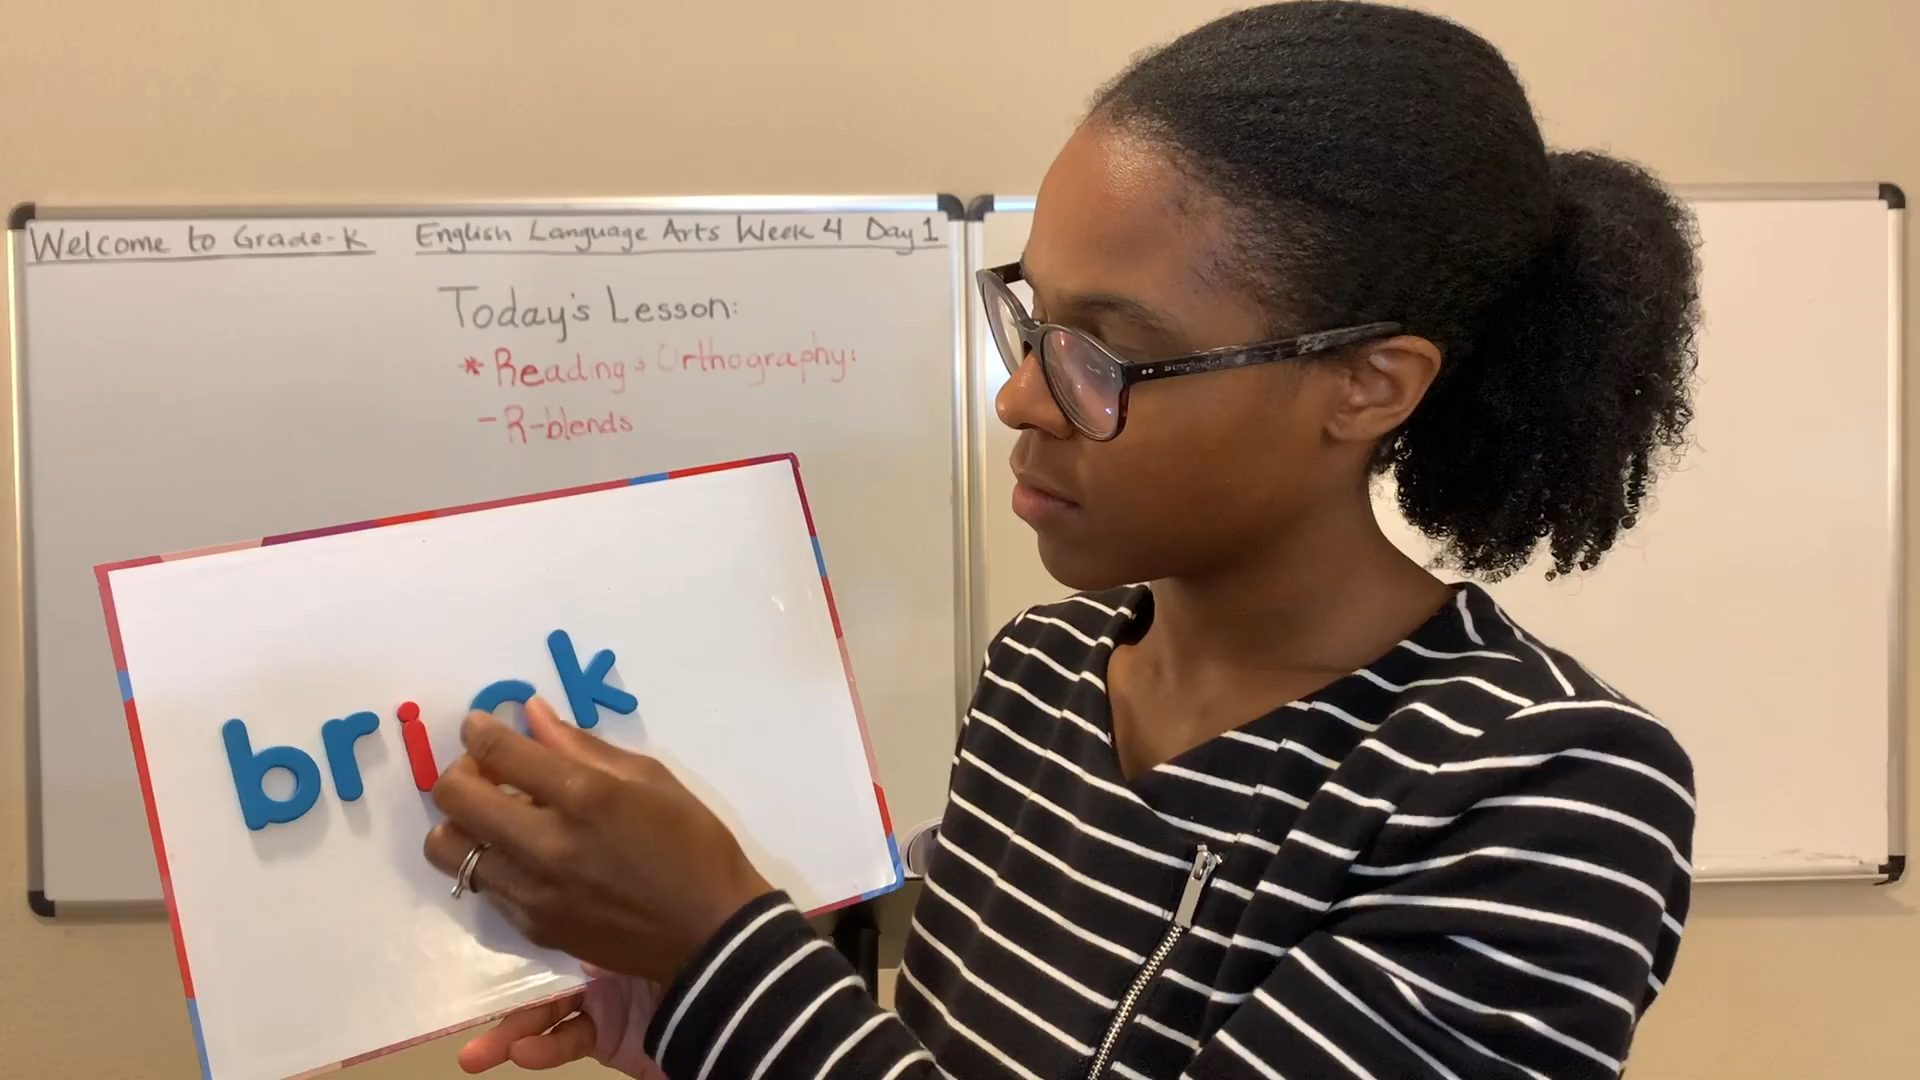 Welcome to Grade-K English Language Arts Week 4 Day 1
Today's Lesson:
* Reading & Orthography:
- R-blends
brick